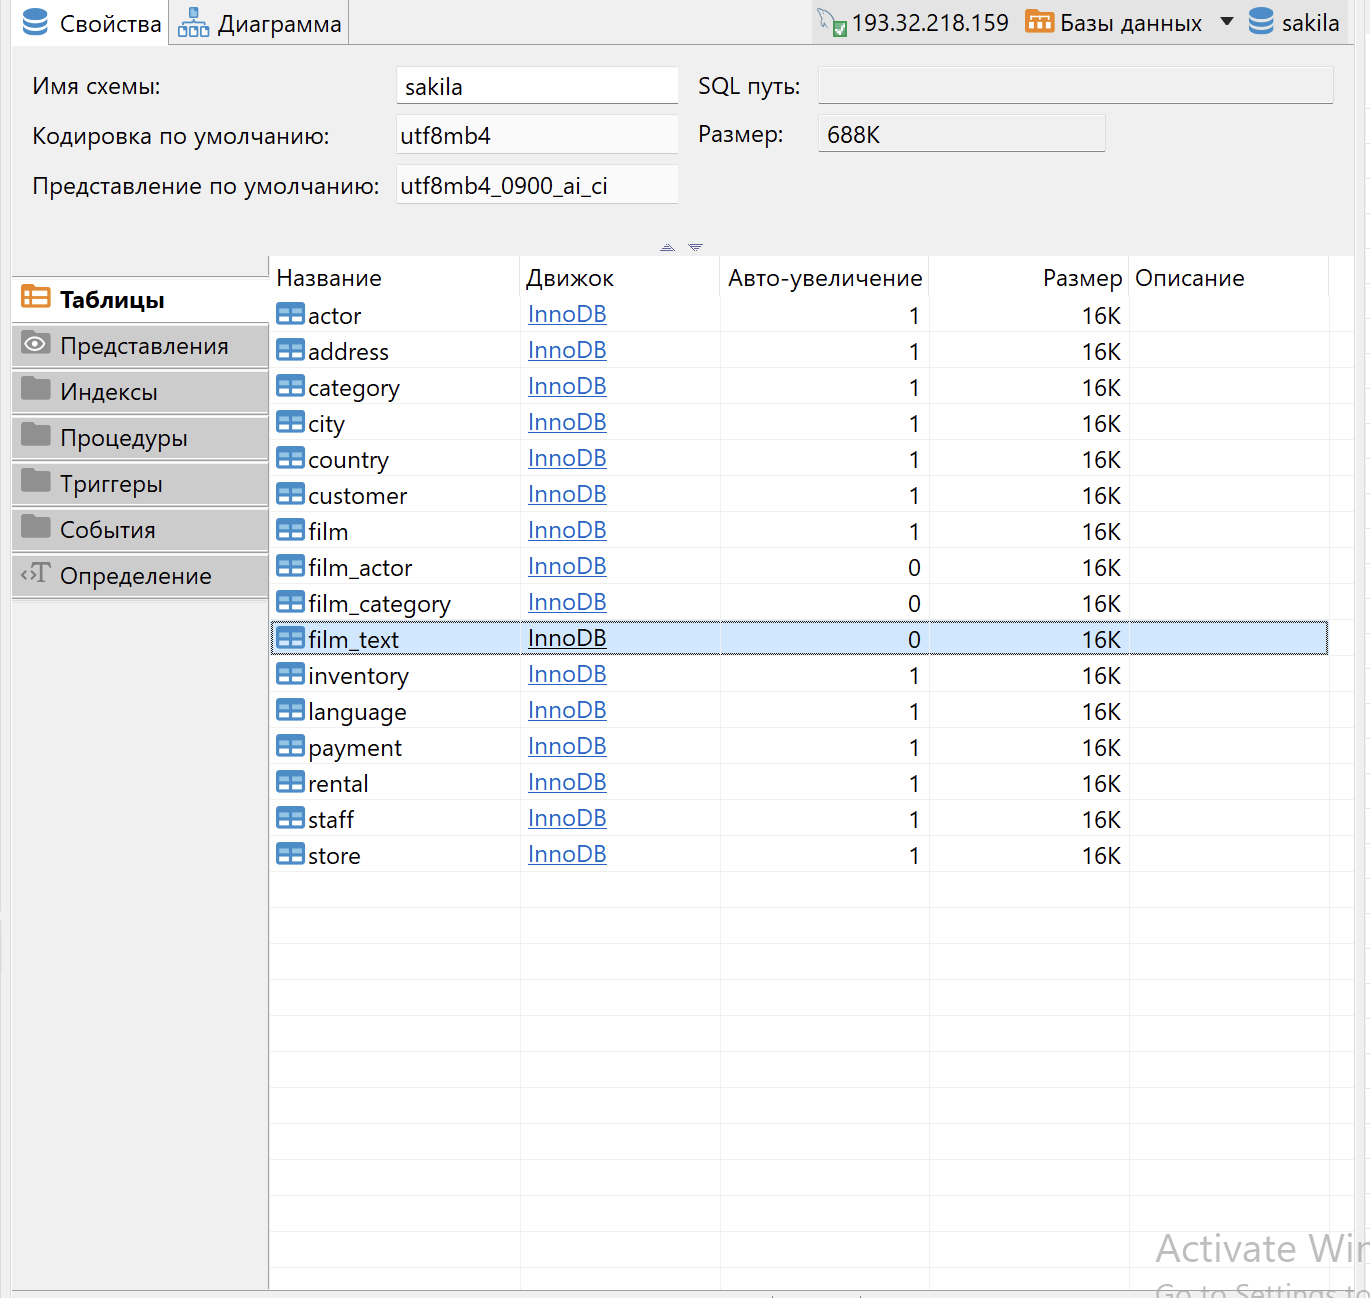 Свойства Диаграмма 193.32.218.159 Базы данных sakila
Имя схемы: sakila SQL путь:
Кодировка по умолчанию: utf8mb4 Размер: 688K
Представление по умолчанию: utf8mb4_0900_ai_ci
Таблицы
Представления
Индексы
Процедуры
Триггеры
События
Определение
Название Движок Авто-увеличение Размер Описание
actor InnoDB 1 16K
address InnoDB 1 16K
category InnoDB 1 16K
city InnoDB 1 16K
country InnoDB 1 16K
customer InnoDB 1 16K
film InnoDB 1 16K
film_actor InnoDB 0 16K
film_category InnoDB 0 16K
film_text InnoDB 0 16K
inventory InnoDB 1 16K
language InnoDB 1 16K
payment InnoDB 1 16K
rental InnoDB 1 16K
staff InnoDB 1 16K
store InnoDB 1 16K
Activate Win
Go to Settings to